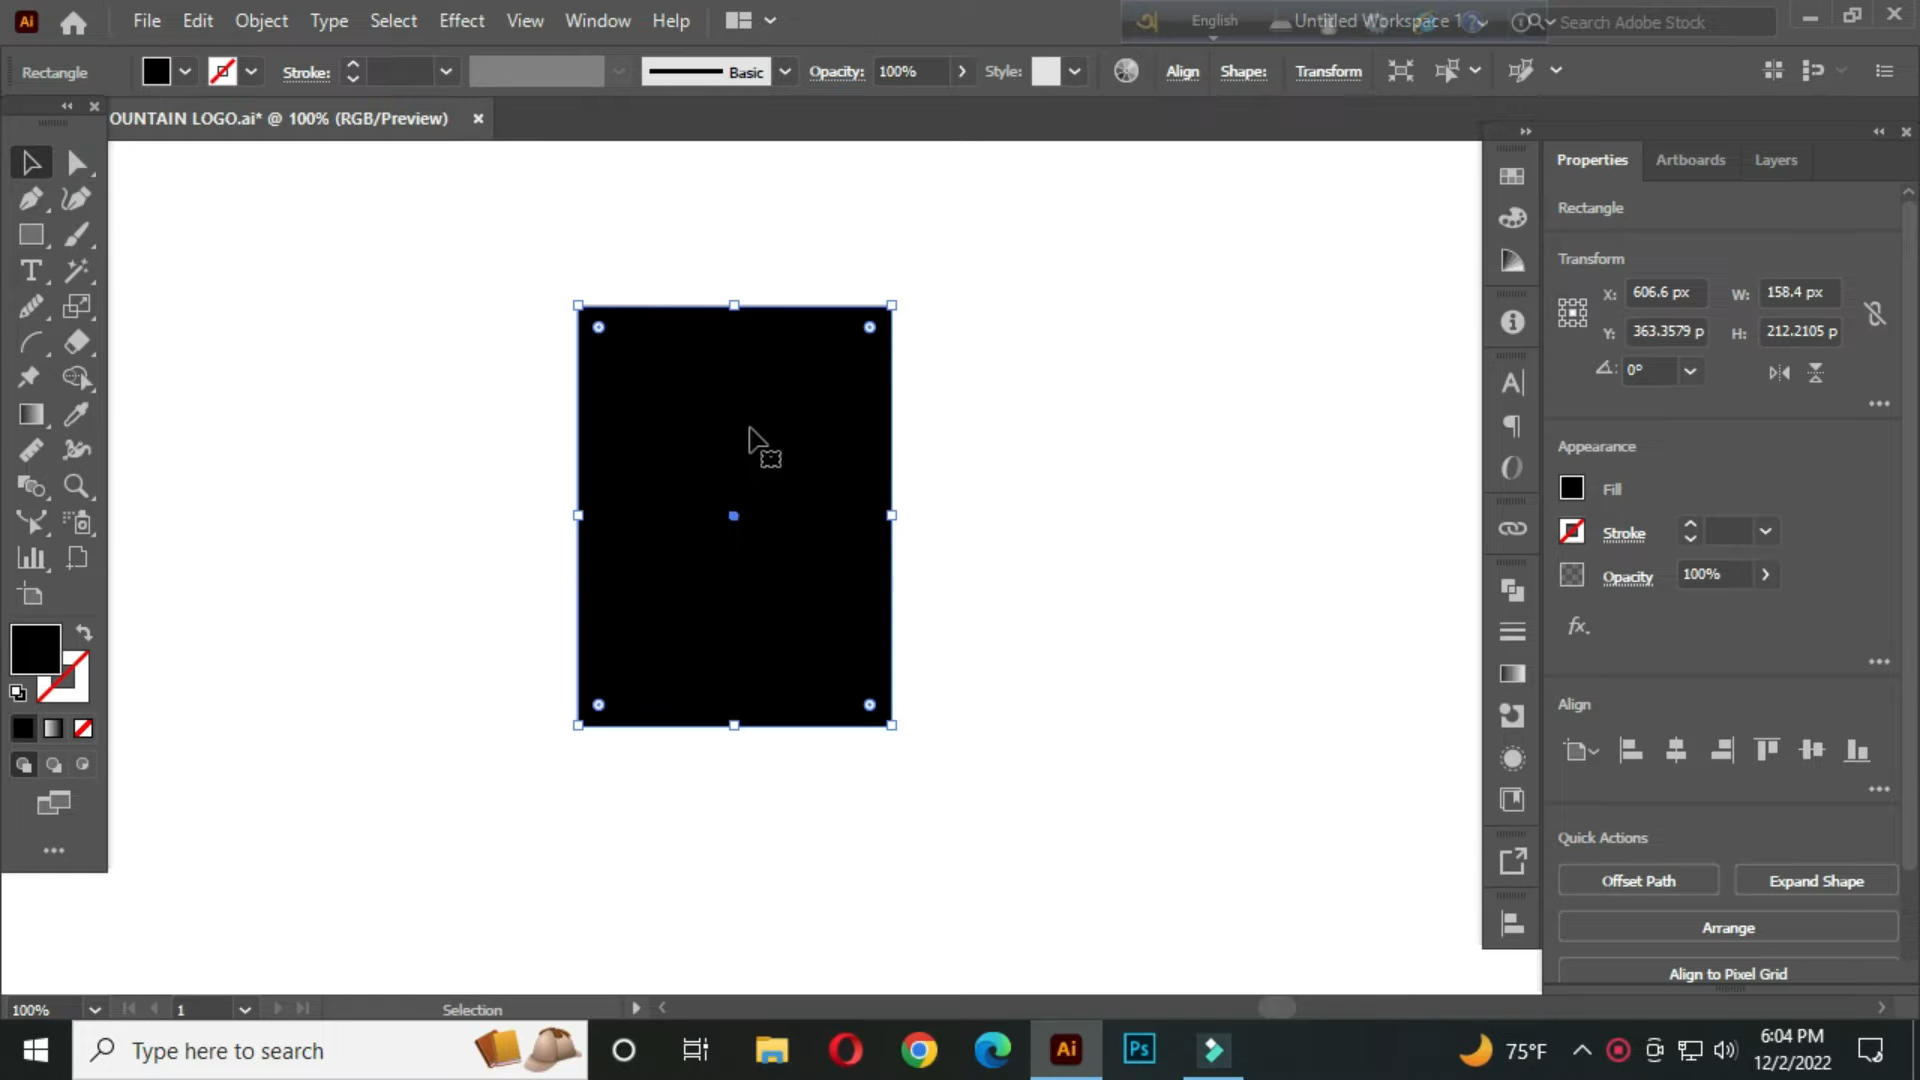 Ai File Edit Object Type Select Effect View Window Help English Untitled Workspace 1 Search Adobe Stock
Rectangle Stroke: Basic Opacity: 100% Style: Align Shape: Transform
OUNTAIN LOGO.ai* @ 100% (RGB/Preview) ×
Properties Artboards Layers
Rectangle
Transform
X: 606.6 px W: 158.4 px
Y: 363.3579 p H: 212.2105 p
0°
Appearance
Fill
Stroke
Opacity 100%
fx.
Align
Quick Actions
Offset Path Expand Shape
Arrange
Align to Pixel Grid
100% 1 Selection
Type here to search Ai Ps 75°F 6:04 PM
12/2/2022